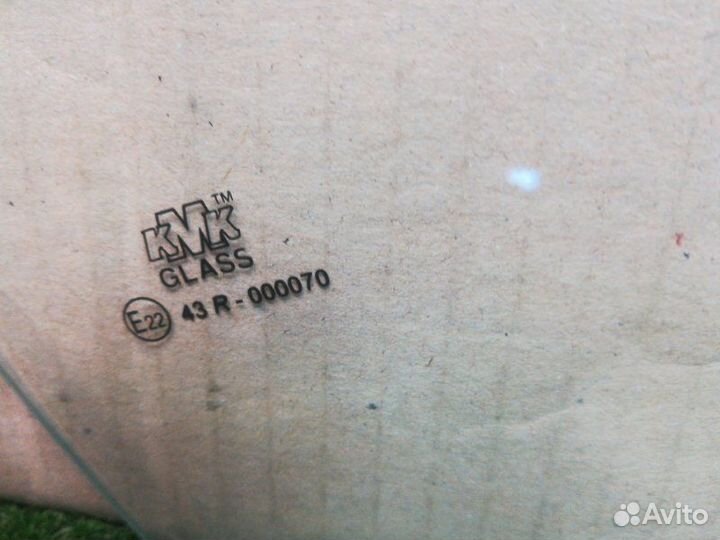 KMK™
GLASS
E22 43 R - 000070
Avito